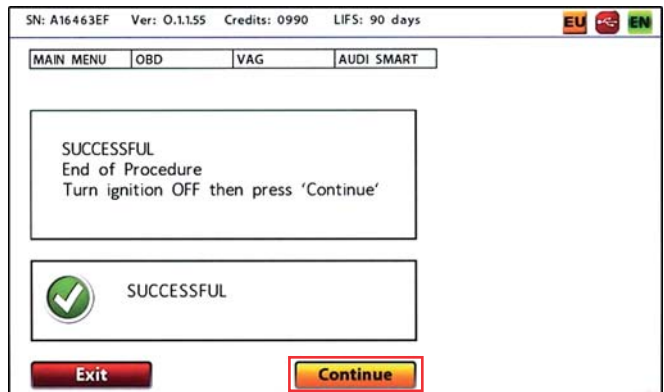 SN: A16463EF Ver: 0.1.1.55 Credits: 0990 LIFS: 90 days EU EN
MAIN MENU OBD VAG AUDI SMART
SUCCESSFUL
End of Procedure
Turn ignition OFF then press ‘Continue‘
SUCCESSFUL
Exit Continue